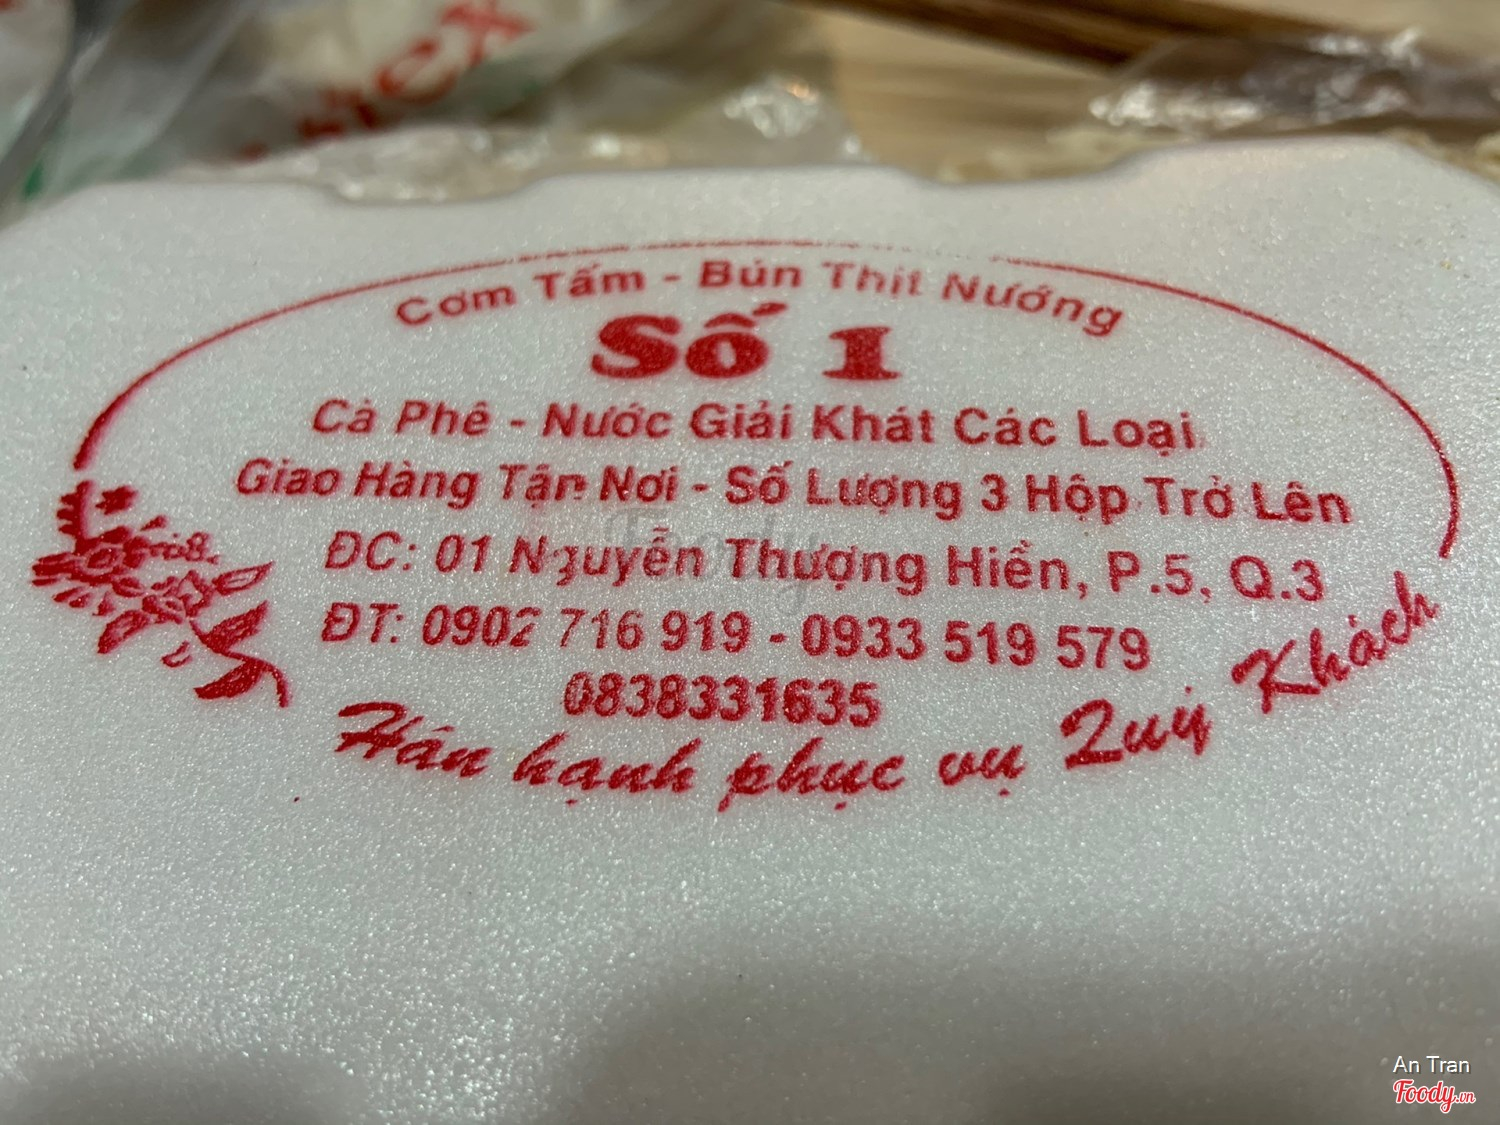 Cơm Tấm - Bún Thịt Nướng
Số 1
Cà Phê - Nước Giải Khát Các Loại
Giao Hàng Tận Nơi - Số Lượng 3 Hộp Trở Lên
ĐC: 01 Nguyễn Thượng Hiền, P.5, Q.3
ĐT: 0902 716 919 - 0933 519 579
0838331635
Hân hạnh phục vụ Quý Khách
Foody
An Tran
Foody.vn